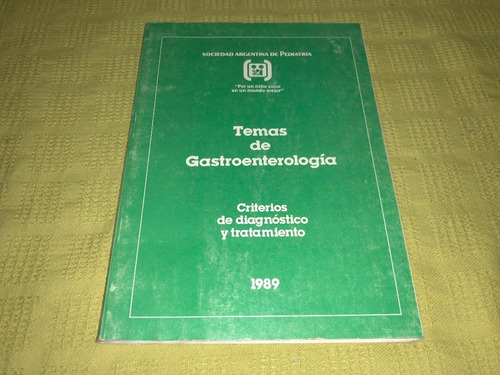 SOCIEDAD ARGENTINA DE PEDIATRÍA
"Por un niño sano
en un mundo mejor"
Temas
de
Gastroenterología
Criterios
de diagnóstico
y tratamiento
1989